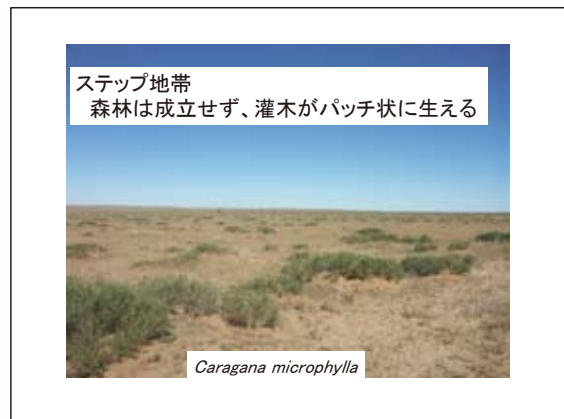 ステップ地帯
森林は成立せず、灌木がパッチ状に生える
Caragana microphylla